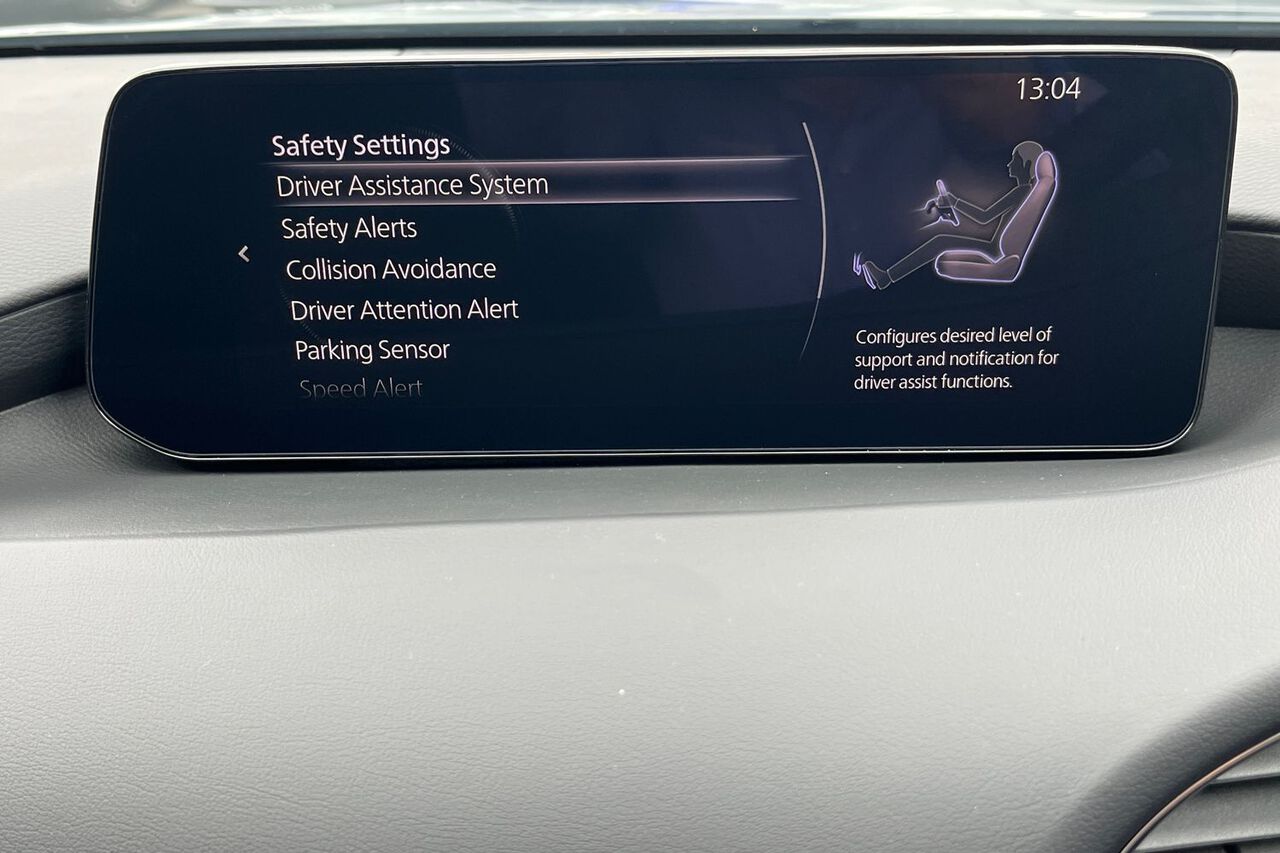 13:04
Safety Settings
Driver Assistance System
Safety Alerts
Collision Avoidance
Driver Attention Alert
Parking Sensor
Speed Alert
Configures desired level of
support and notification for
driver assist functions.